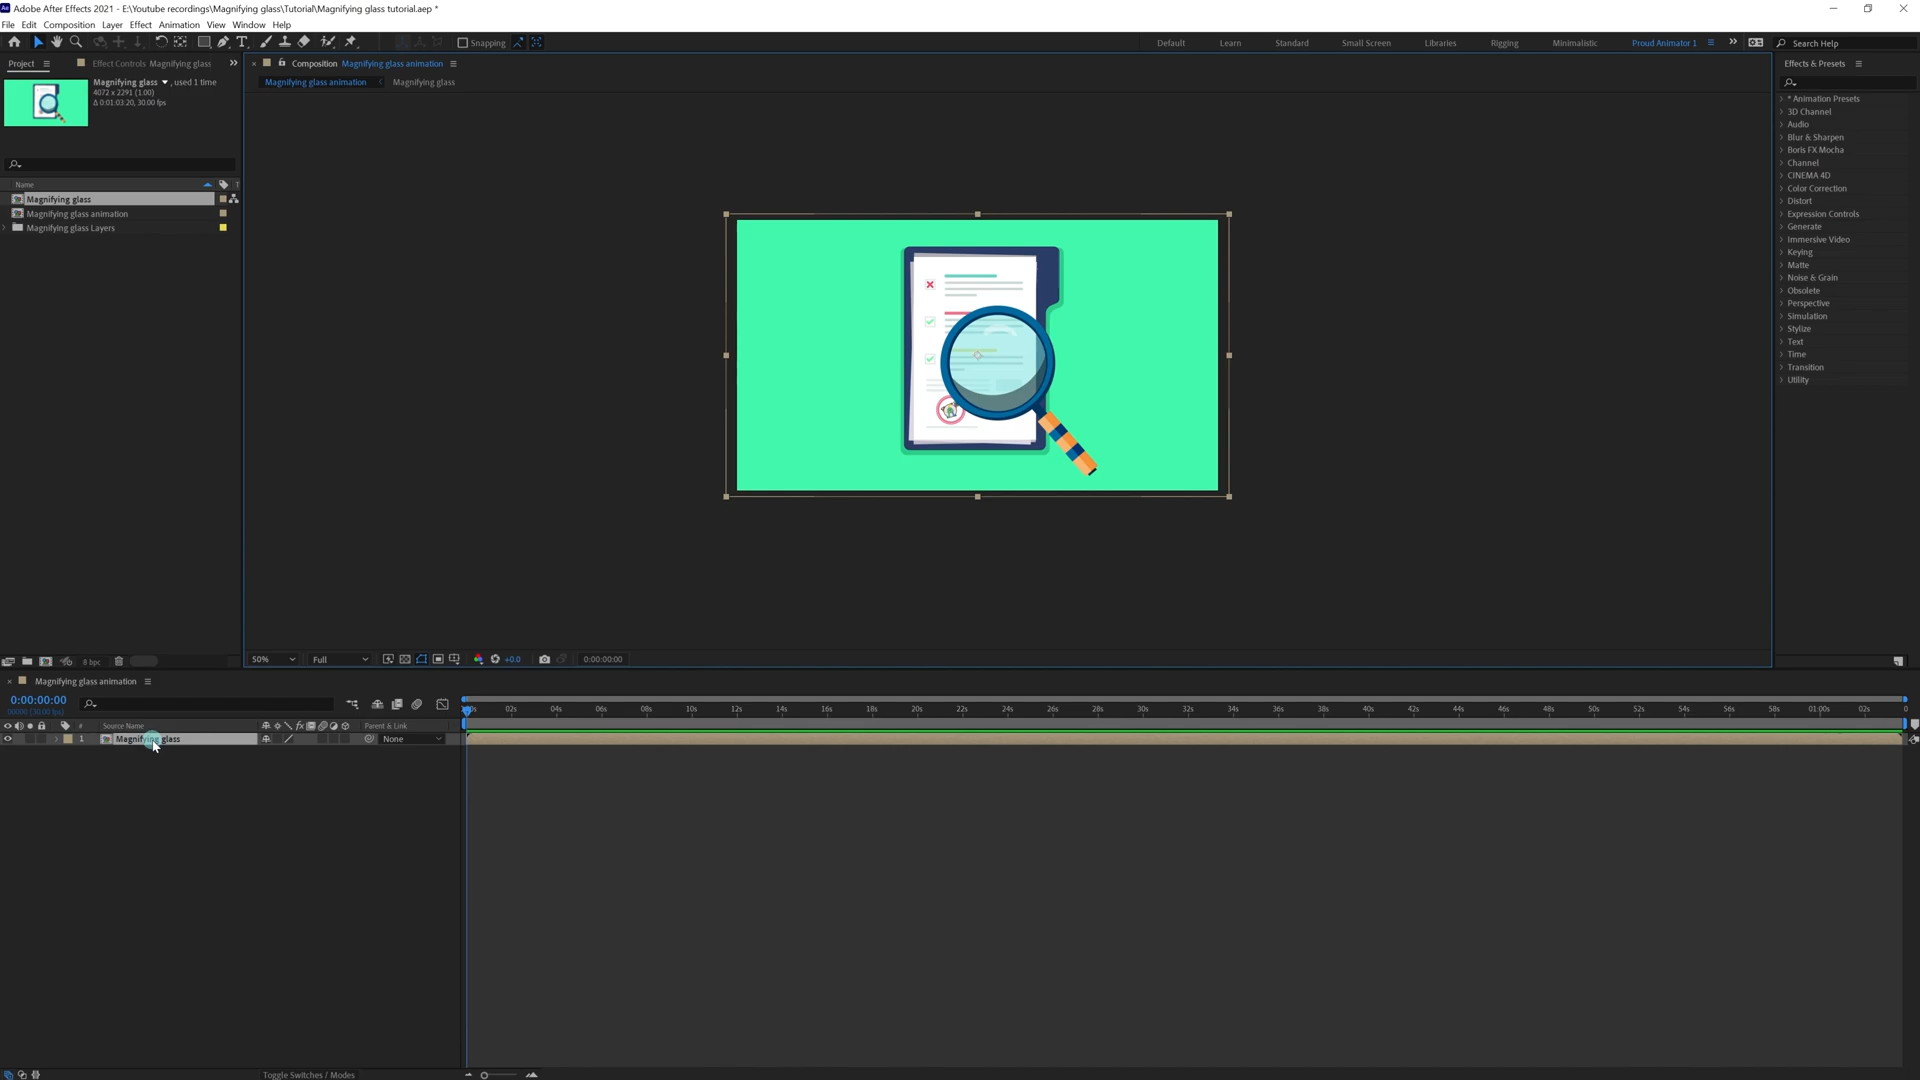 Adobe After Effects 2021 - E:\Youtube recordings\Magnifying glass\Tutorial\Magnifying glass tutorial.aep *
File Edit Composition Layer Effect Animation View Window Help
Snapping
Default Learn Standard Small Screen Libraries Rigging Minimalistic Proud Animator 1 Search Help
Project Effect Controls Magnifying glass
Composition Magnifying glass animation
Effects & Presets
Magnifying glass , used 1 time
4072 x 2291 (1.00)
Δ 0:01:03:20, 30.00 fps
Magnifying glass animation Magnifying glass
Name
T
Magnifying glass
Magnifying glass animation
Magnifying glass Layers
* Animation Presets
3D Channel
Audio
Blur & Sharpen
Boris FX Mocha
Channel
CINEMA 4D
Color Correction
Distort
Expression Controls
Generate
Immersive Video
Keying
Matte
Noise & Grain
Obsolete
Perspective
Simulation
Stylize
Text
Time
Transition
Utility
8 bpc
50% Full +0.0 0:00:00:00
Magnifying glass animation
0:00:00:00
# Source Name fx Parent & Link
02s 04s 06s 08s 10s 12s 14s 16s 18s 20s 22s 24s 26s 28s 30s 32s 34s 36s 38s 40s 42s 44s 46s 48s 50s 52s 54s 56s 58s 01:00s 02s
1 Magnifying glass None
Toggle Switches / Modes